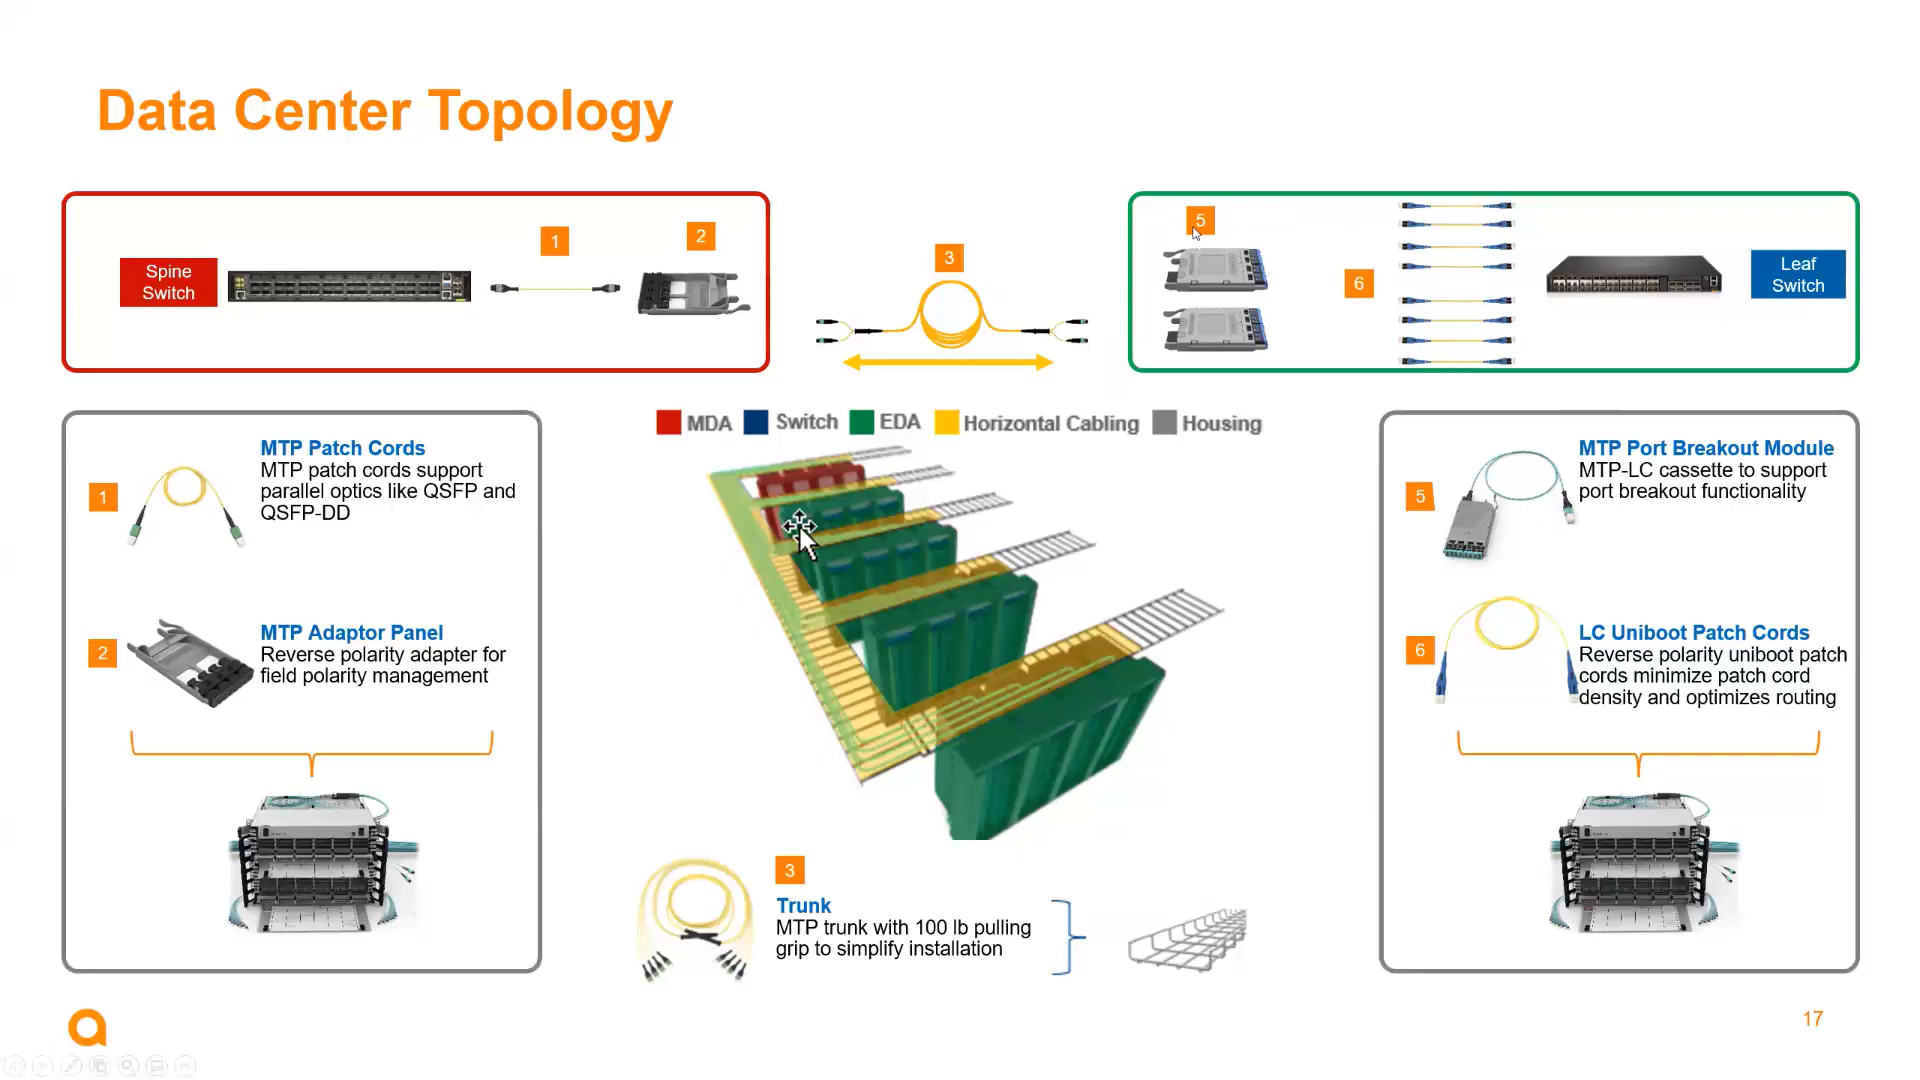 Data Center Topology
Spine
Switch
1
2
3
5
6
Leaf
Switch
MDA
Switch
EDA
Horizontal Cabling
Housing
1
MTP Patch Cords
MTP patch cords support
parallel optics like QSFP and
QSFP-DD
2
MTP Adaptor Panel
Reverse polarity adapter for
field polarity management
3
Trunk
MTP trunk with 100 lb pulling
grip to simplify installation
5
MTP Port Breakout Module
MTP-LC cassette to support
port breakout functionality
6
LC Uniboot Patch Cords
Reverse polarity uniboot patch
cords minimize patch cord
density and optimizes routing
17